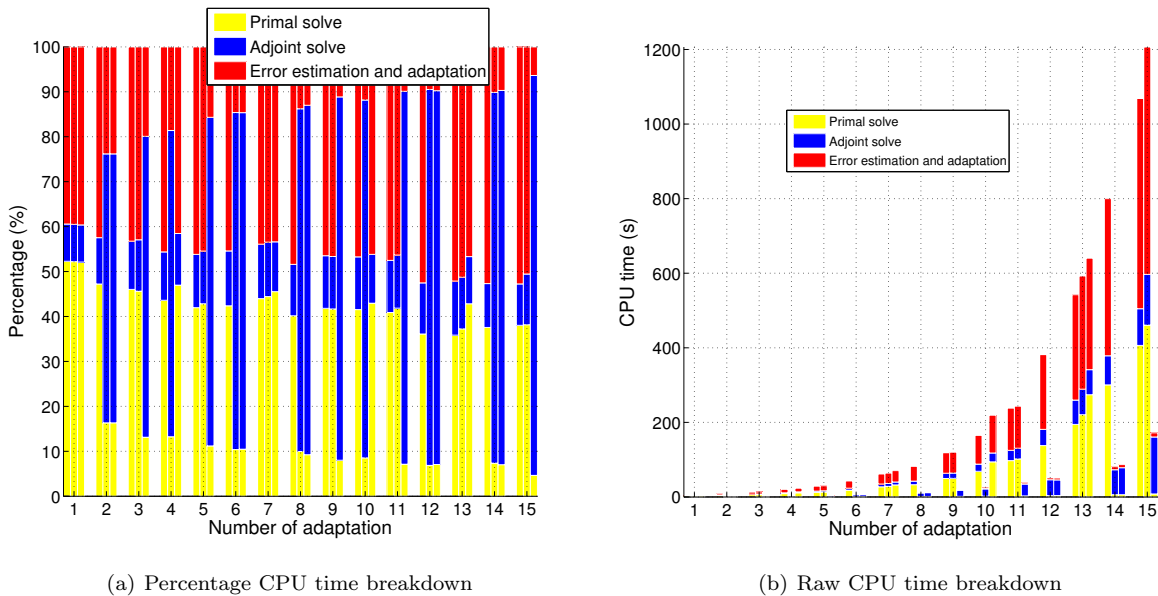 Primal solve
Adjoint solve
Error estimation and adaptation
100
90
80
70
60
50
40
30
20
10
0
Percentage (%)
1 2 3 4 5 6 7 8 9 10 11 12 13 14 15
Number of adaptation
(a) Percentage CPU time breakdown
Primal solve
Adjoint solve
Error estimation and adaptation
1200
1000
800
600
400
200
0
CPU time (s)
1 2 3 4 5 6 7 8 9 10 11 12 13 14 15
Number of adaptation
(b) Raw CPU time breakdown